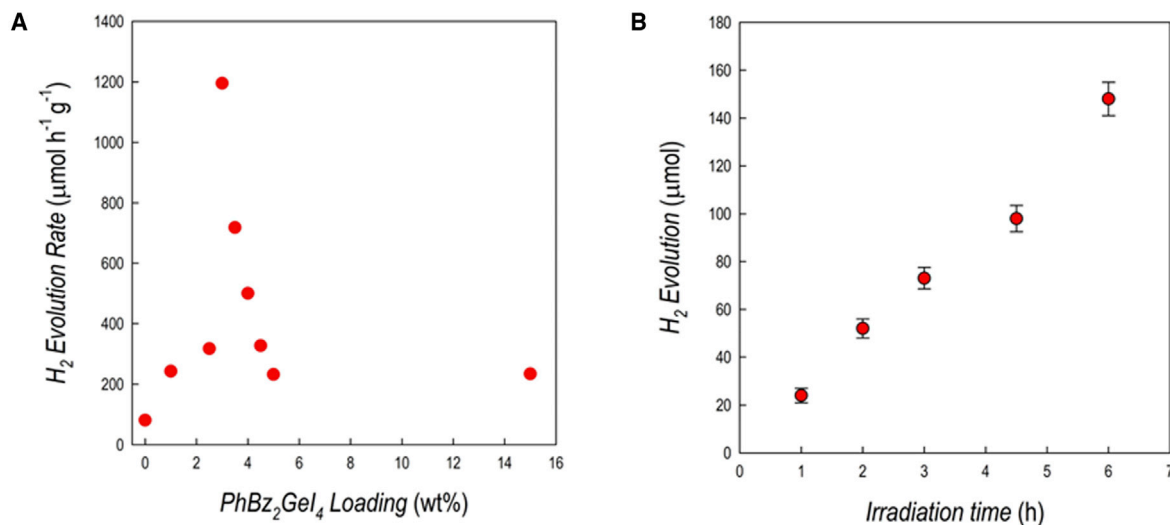 A
H₂ Evolution Rate (μmol h⁻¹ g⁻¹)
1400
1200
1000
800
600
400
200
0
0 2 4 6 8 10 12 14 16
PhBz₂GeI₄ Loading (wt%)
B
H₂ Evolution (μmol)
180
160
140
120
100
80
60
40
20
0
0 1 2 3 4 5 6 7
Irradiation time (h)